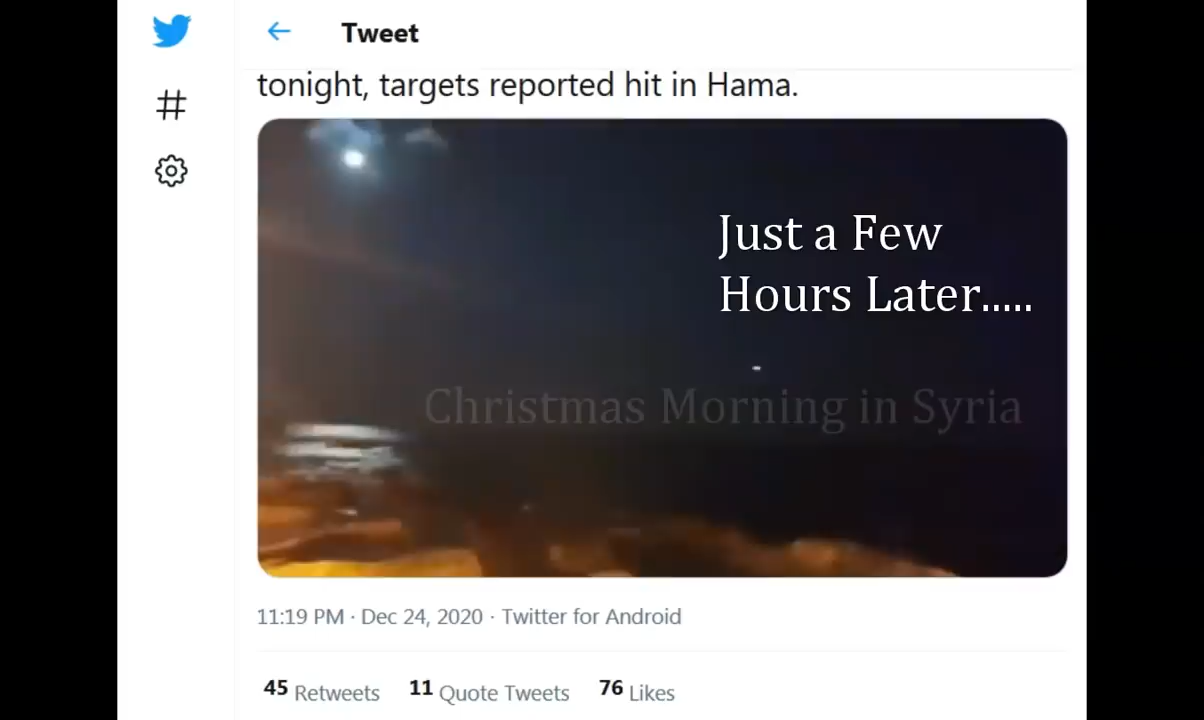 Tweet
tonight, targets reported hit in Hama.
Just a Few
Hours Later.....
Christmas Morning in Syria
11:19 PM · Dec 24, 2020 · Twitter for Android
45 Retweets 11 Quote Tweets 76 Likes